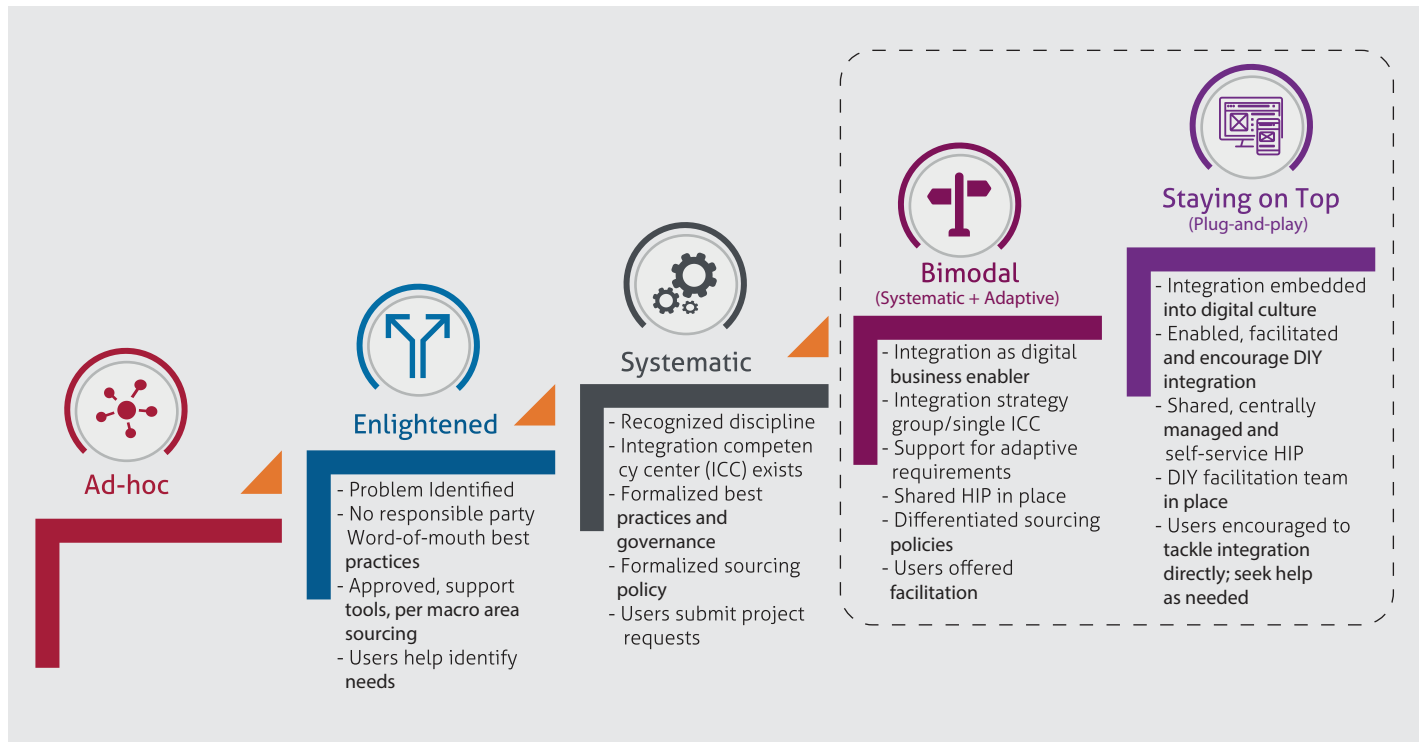 Ad-hoc
Enlightened
- Problem Identified
- No responsible party
Word-of-mouth best
practices
- Approved, support
tools, per macro area
sourcing
- Users help identify
needs
Systematic
- Recognized discipline
- Integration competen
cy center (ICC) exists
- Formalized best
practices and
governance
- Formalized sourcing
policy
- Users submit project
requests
Bimodal
(Systematic + Adaptive)
- Integration as digital
business enabler
- Integration strategy
group/single ICC
- Support for adaptive
requirements
- Shared HIP in place
- Differentiated sourcing
policies
- Users offered
facilitation
Staying on Top
(Plug-and-play)
- Integration embedded
into digital culture
- Enabled, facilitated
and encourage DIY
integration
- Shared, centrally
managed and
self-service HIP
- DIY facilitation team
in place
- Users encouraged to
tackle integration
directly; seek help
as needed